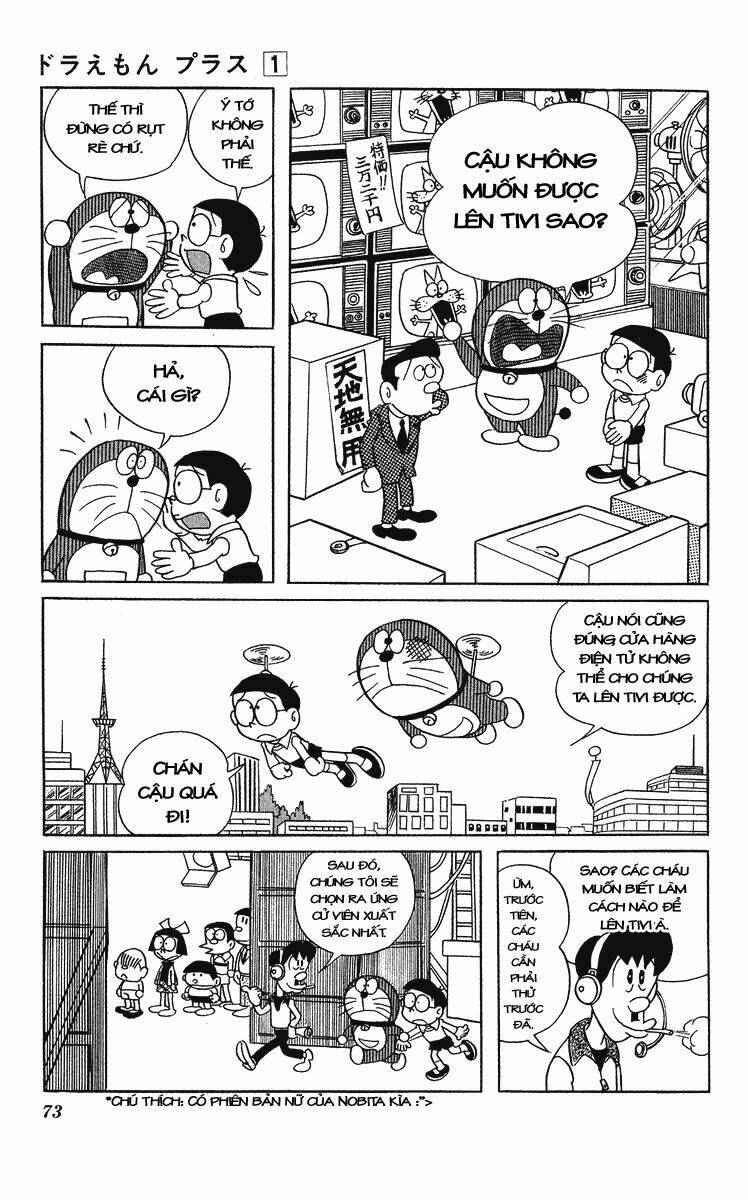 ドラえもん プラス 1
CẬU KHÔNG
MUỐN ĐƯỢC
LÊN TIVI SAO?
特価!!
三万二千円
天地無用
Ý TỚ
KHÔNG
PHẢI
THẾ.
THẾ THÌ
ĐỪNG CÓ RỤT
RÈ CHỨ.
HẢ,
CÁI GÌ?
CẬU NÓI CŨNG
ĐÚNG, CỬA HÀNG
ĐIỆN TỬ KHÔNG
THỂ CHO CHÚNG
TA LÊN TIVI ĐƯỢC.
CHÁN
CẬU QUÁ
ĐI!
SAO? CÁC CHÁU
MUỐN BIẾT LÀM
CÁCH NÀO ĐỂ
LÊN TIVI À.
ỪM,
TRƯỚC
TIÊN,
CÁC
CHÁU
CẦN
PHẢI
THỬ
TRƯỚC
ĐÃ.
SAU ĐÓ,
CHÚNG TÔI SẼ
CHỌN RA ỨNG
CỬ VIÊN XUẤT
SẮC NHẤT.
*CHÚ THÍCH: CÓ PHIÊN BẢN NỮ CỦA NOBITA KÌA :">
73